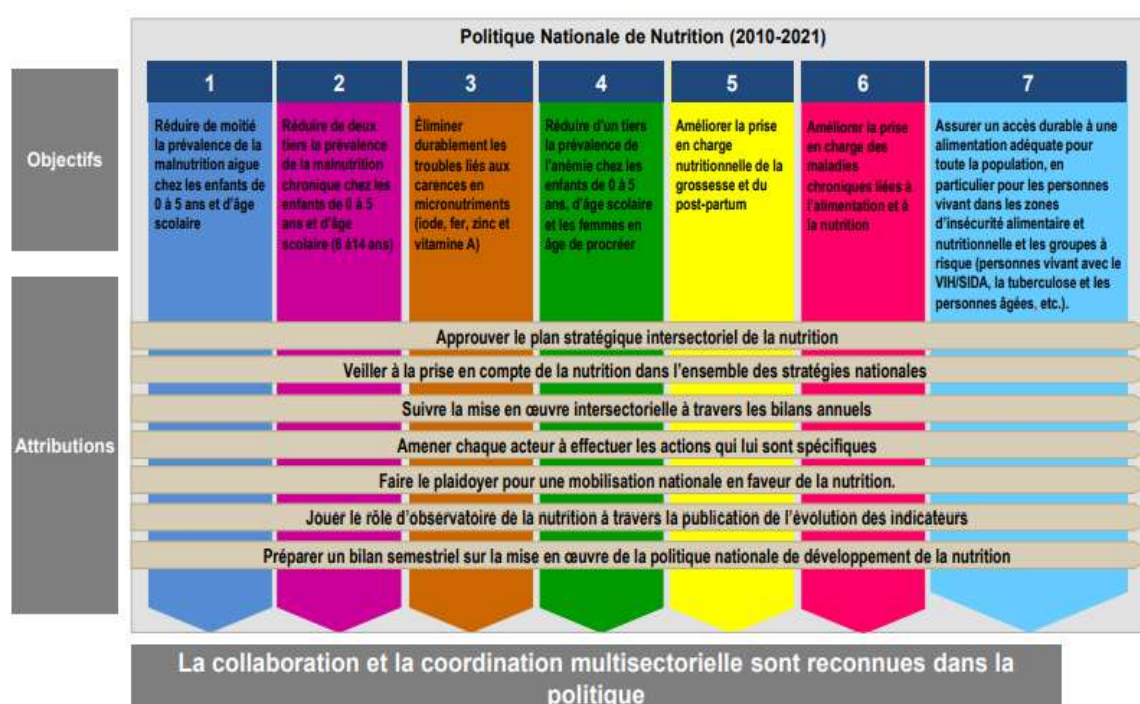 Politique Nationale de Nutrition (2010-2021)
Objectifs
1
Réduire de moitié
la prévalence de la
malnutrition aigue
chez les enfants de
0 à 5 ans et d'âge
scolaire
2
Réduire de deux
tiers la prévalence
de la malnutrition
chronique chez les
enfants de 0 à 5
ans et d'âge
scolaire (6 à14 ans)
3
Éliminer
durablement les
troubles liés aux
carences en
micronutriments
(iode, fer, zinc et
vitamine A)
4
Réduire d'un tiers
la prévalence de
l'anémie chez les
enfants de 0 à 5
ans, d'âge scolaire
et les femmes en
âge de procréer
5
Améliorer la prise
en charge
nutritionnelle de la
grossesse et du
post-partum
6
Améliorer la prise
en charge des
maladies
chroniques liées à
l'alimentation et à
la nutrition
7
Assurer un accès durable à une
alimentation adéquate pour
toute la population, en
particulier pour les personnes
vivant dans les zones
d'insécurité alimentaire et
nutritionnelle et les groupes à
risque (personnes vivant avec le
VIH/SIDA, la tuberculose et les
personnes âgées, etc.).
Attributions
Approuver le plan stratégique intersectoriel de la nutrition
Veiller à la prise en compte de la nutrition dans l'ensemble des stratégies nationales
Suivre la mise en œuvre intersectorielle à travers les bilans annuels
Amener chaque acteur à effectuer les actions qui lui sont spécifiques
Faire le plaidoyer pour une mobilisation nationale en faveur de la nutrition.
Jouer le rôle d'observatoire de la nutrition à travers la publication de l'évolution des indicateurs
Préparer un bilan semestriel sur la mise en œuvre de la politique nationale de développement de la nutrition
La collaboration et la coordination multisectorielle sont reconnues dans la
politique